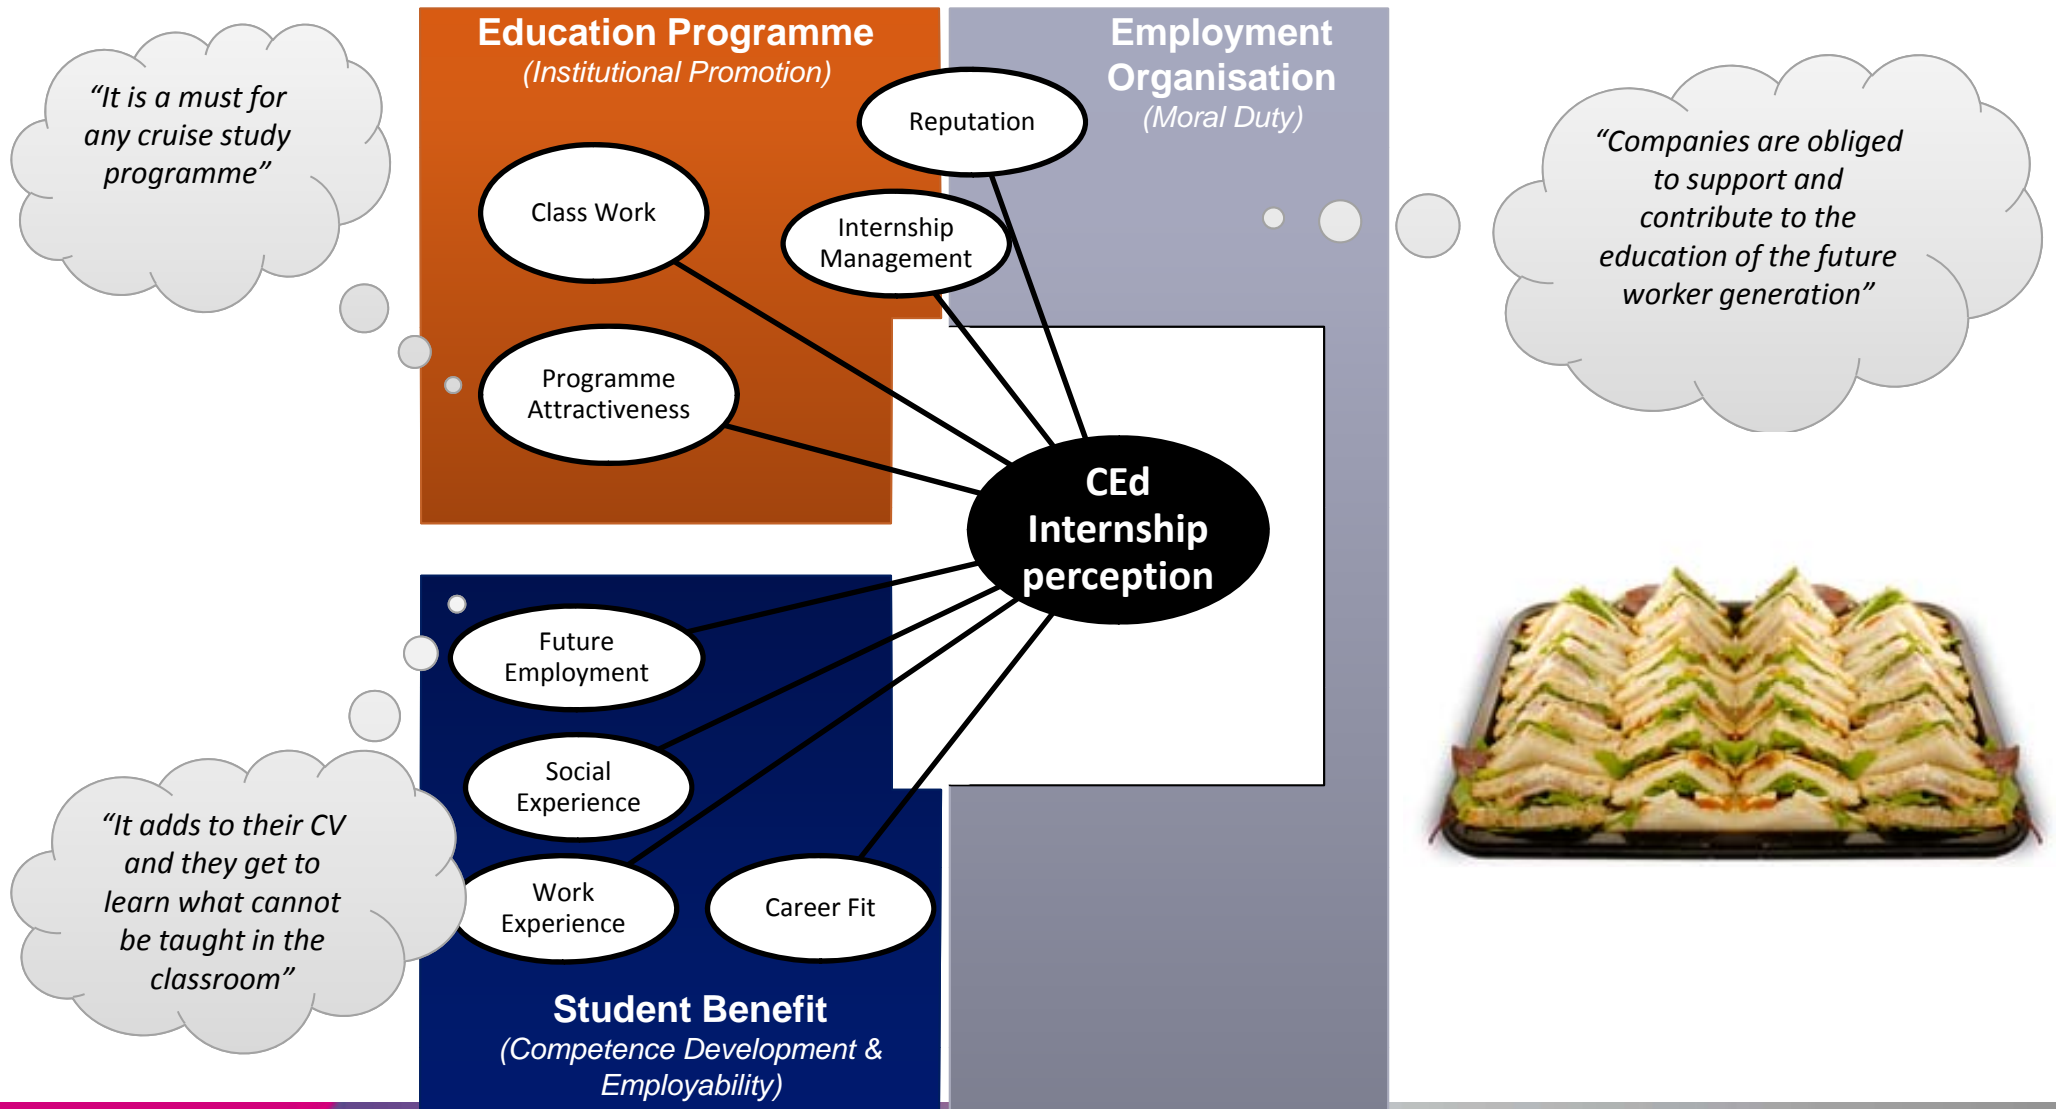 Education Programme
(Institutional Promotion)
Employment
Organisation
(Moral Duty)
“It is a must for
any cruise study
programme”
Reputation
Class Work
Internship
Management
“Companies are obliged
to support and
contribute to the
education of the future
worker generation”
Programme
Attractiveness
CEd
Internship
perception
Future
Employment
Social
Experience
“It adds to their CV
and they get to
learn what cannot
be taught in the
classroom”
Work
Experience
Career Fit
Student Benefit
(Competence Development &
Employability)